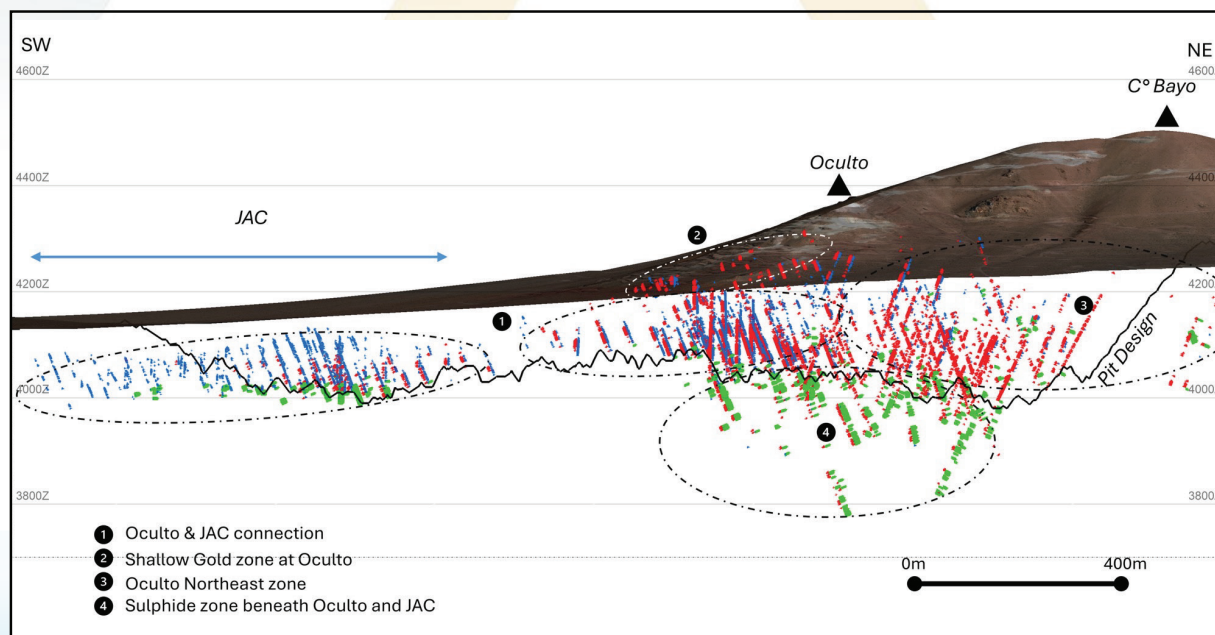 SW
NE
4600Z
4600
C° Bayo
Oculto
4400Z
4400
JAC
2
4200Z
4200
3
1
Pit Design
4000Z
4000
4
3800Z
3800
1 Oculto & JAC connection
2 Shallow Gold zone at Oculto
3 Oculto Northeast zone
4 Sulphide zone beneath Oculto and JAC
0m
400m